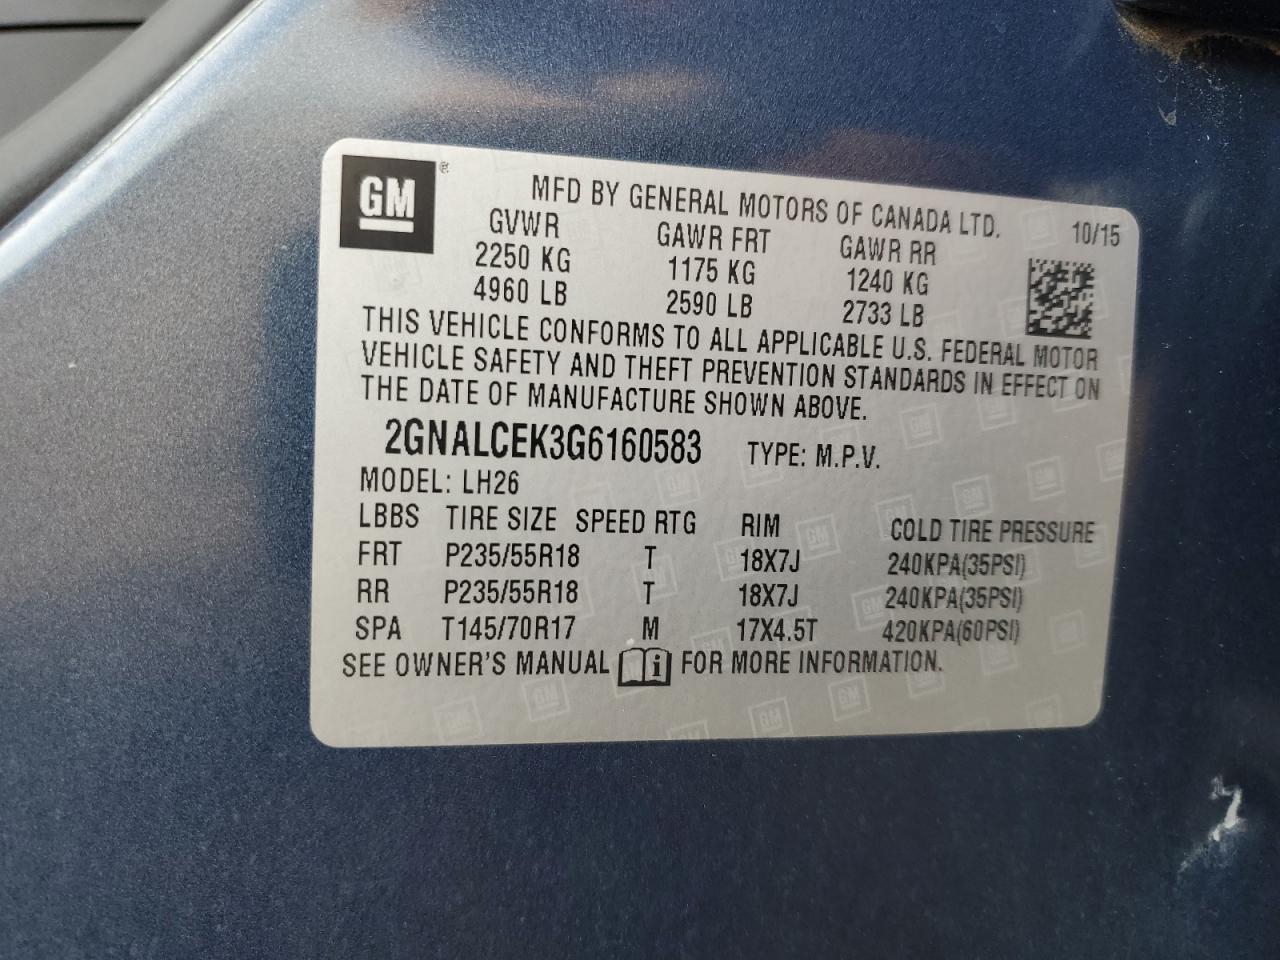 GM ®
MFD BY GENERAL MOTORS OF CANADA LTD. 10/15
GVWR GAWR FRT GAWR RR
2250 KG 1175 KG 1240 KG
4960 LB 2590 LB 2733 LB
THIS VEHICLE CONFORMS TO ALL APPLICABLE U.S. FEDERAL MOTOR
VEHICLE SAFETY AND THEFT PREVENTION STANDARDS IN EFFECT ON
THE DATE OF MANUFACTURE SHOWN ABOVE.
2GNALCEK3G6160583 TYPE: M.P.V.
MODEL: LH26
LBBS TIRE SIZE SPEED RTG RIM COLD TIRE PRESSURE
FRT P235/55R18 T 18X7J 240KPA(35PSI)
RR P235/55R18 T 18X7J 240KPA(35PSI)
SPA T145/70R17 M 17X4.5T 420KPA(60PSI)
SEE OWNER'S MANUAL i FOR MORE INFORMATION.